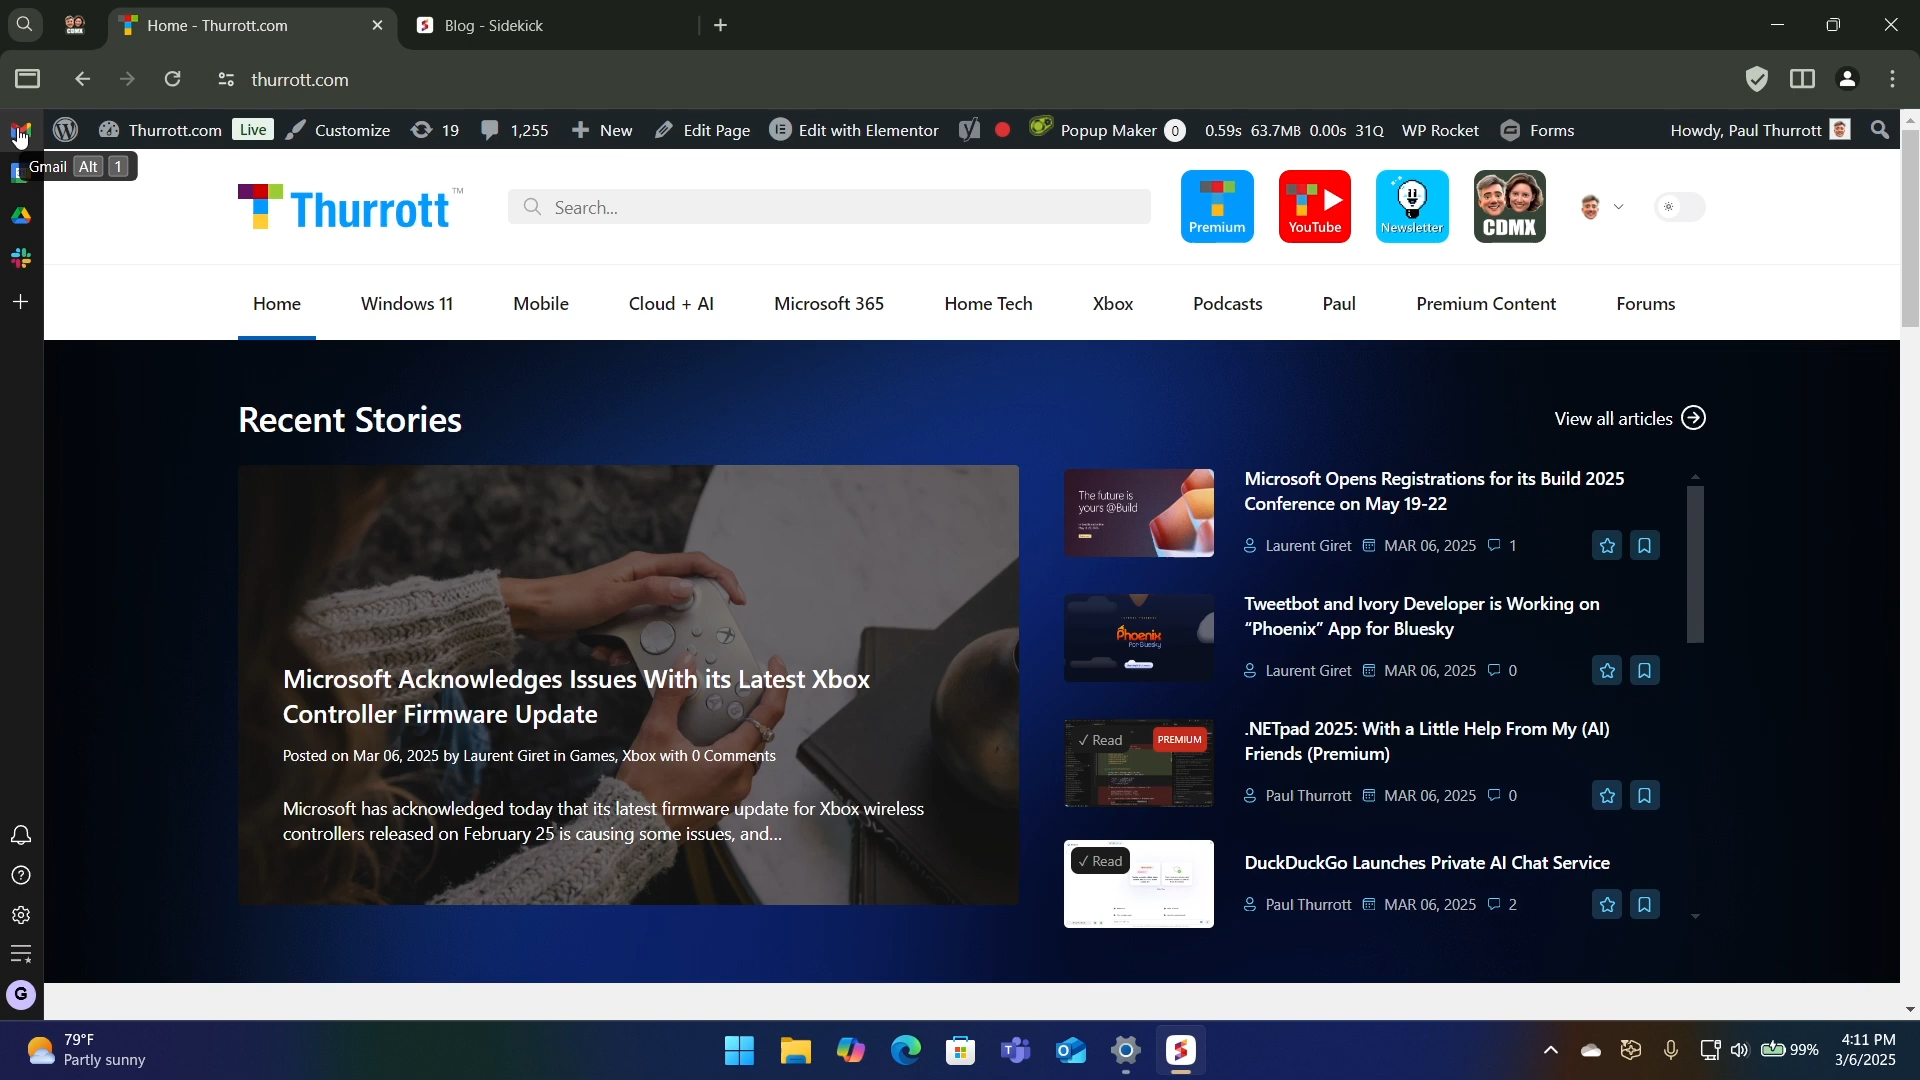 CDMX
Home - Thurrott.com
Blog - Sidekick
thurrott.com
Thurrott.com Live Customize 19 1,255 New Edit Page Edit with Elementor Popup Maker 0 0.59s 63.7MB 0.00s 31Q WP Rocket Forms Howdy, Paul Thurrott
Gmail Alt 1
Thurrott™
Search...
Premium
YouTube
Newsletter
CDMX
Home Windows 11 Mobile Cloud + AI Microsoft 365 Home Tech Xbox Podcasts Paul Premium Content Forums
Recent Stories
View all articles
Microsoft Acknowledges Issues With its Latest Xbox
Controller Firmware Update
Posted on Mar 06, 2025 by Laurent Giret in Games, Xbox with 0 Comments
Microsoft has acknowledged today that its latest firmware update for Xbox wireless
controllers released on February 25 is causing some issues, and...
The future is
yours @Build
Microsoft Opens Registrations for its Build 2025
Conference on May 19-22
Laurent Giret MAR 06, 2025 1
Phoenix
For Bluesky
Tweetbot and Ivory Developer is Working on
“Phoenix” App for Bluesky
Laurent Giret MAR 06, 2025 0
✓ Read PREMIUM
.NETpad 2025: With a Little Help From My (AI)
Friends (Premium)
Paul Thurrott MAR 06, 2025 0
✓ Read
DuckDuckGo Launches Private AI Chat Service
Paul Thurrott MAR 06, 2025 2
G
79°F
Partly sunny
99%
4:11 PM
3/6/2025